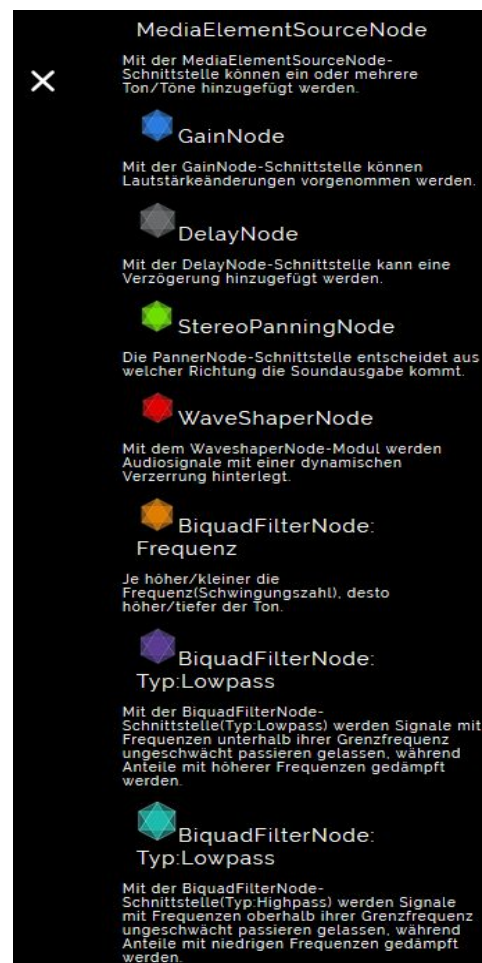 MediaElementSourceNode
Mit der MediaElementSourceNode-
Schnittstelle können ein oder mehrere
Ton/Töne hinzugefügt werden.
GainNode
Mit der GainNode-Schnittstelle können
Lautstärkeänderungen vorgenommen werden.
DelayNode
Mit der DelayNode-Schnittstelle kann eine
Verzögerung hinzugefügt werden.
StereoPanningNode
Die PannerNode-Schnittstelle entscheidet aus
welcher Richtung die Soundausgabe kommt.
WaveShaperNode
Mit dem WaveshaperNode-Modul werden
Audiosignale mit einer dynamischen
Verzerrung hinterlegt.
BiquadFilterNode:
Frequenz
Je höher/kleiner die
Frequenz(Schwingungszahl), desto
höher/tiefer der Ton.
BiquadFilterNode:
Typ:Lowpass
Mit der BiquadFilterNode-
Schnittstelle(Typ:Lowpass) werden Signale mit
Frequenzen unterhalb ihrer Grenzfrequenz
ungeschwächt passieren gelassen, während
Anteile mit höherer Frequenzen gedämpft
werden.
BiquadFilterNode:
Typ:Lowpass
Mit der BiquadFilterNode-
Schnittstelle(Typ:Highpass) werden Signale
mit Frequenzen oberhalb ihrer Grenzfrequenz
ungeschwächt passieren gelassen, während
Anteile mit niedrigen Frequenzen gedämpft
werden.